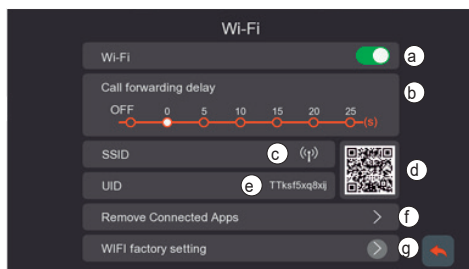 Wi-Fi
Wi-Fi a
Call forwarding delay b
OFF 0 5 10 15 20 25
(s)
SSID c
d
UID e TTksf5xq8xij
Remove Connected Apps f
WIFI factory setting g